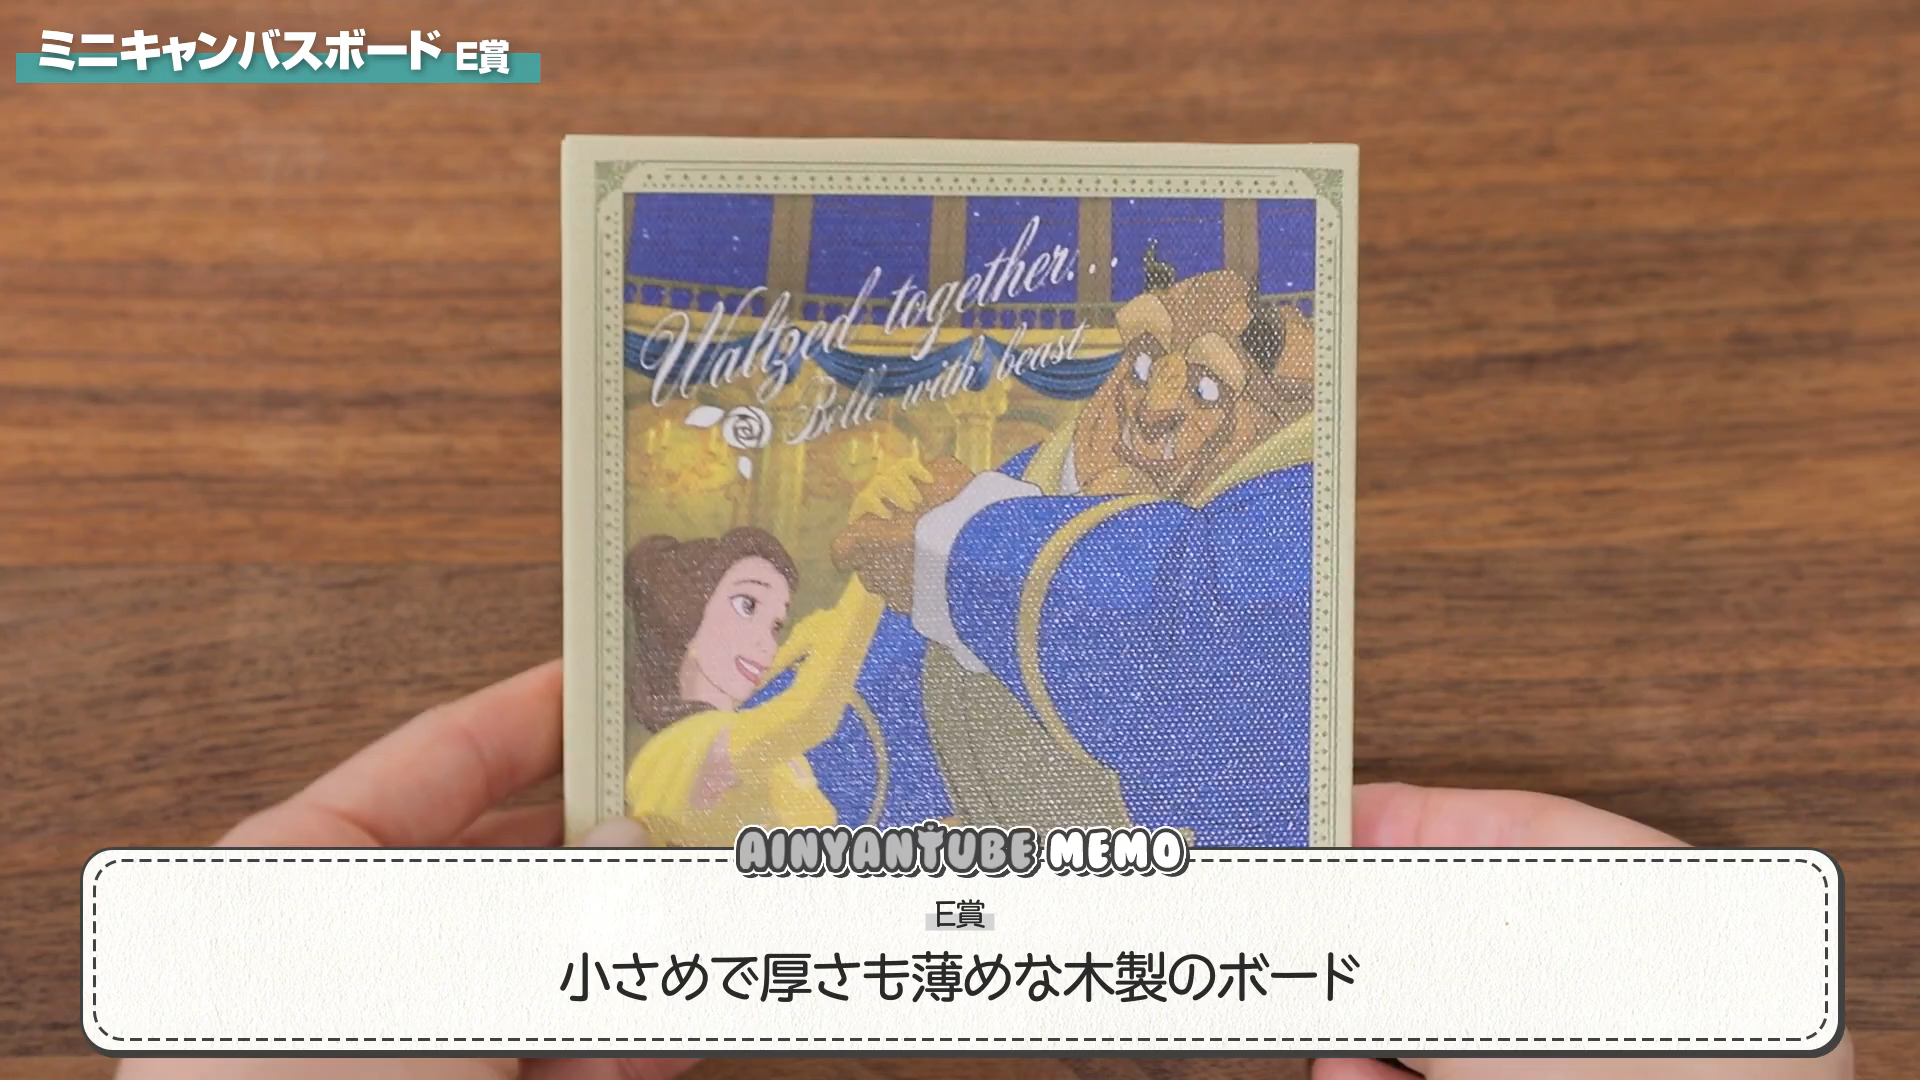 ミニキャンバスボード E賞
Waltzed together...
Belle with beast
AINYANTUBE MEMO
E賞
小さめで厚さも薄めな木製のボード